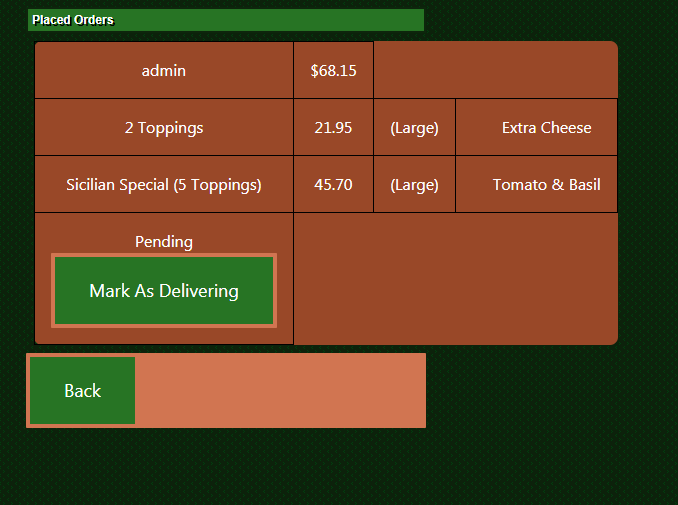 Placed Orders
admin $68.15
2 Toppings 21.95 (Large) Extra Cheese
Sicilian Special (5 Toppings) 45.70 (Large) Tomato & Basil
Pending
Mark As Delivering
Back